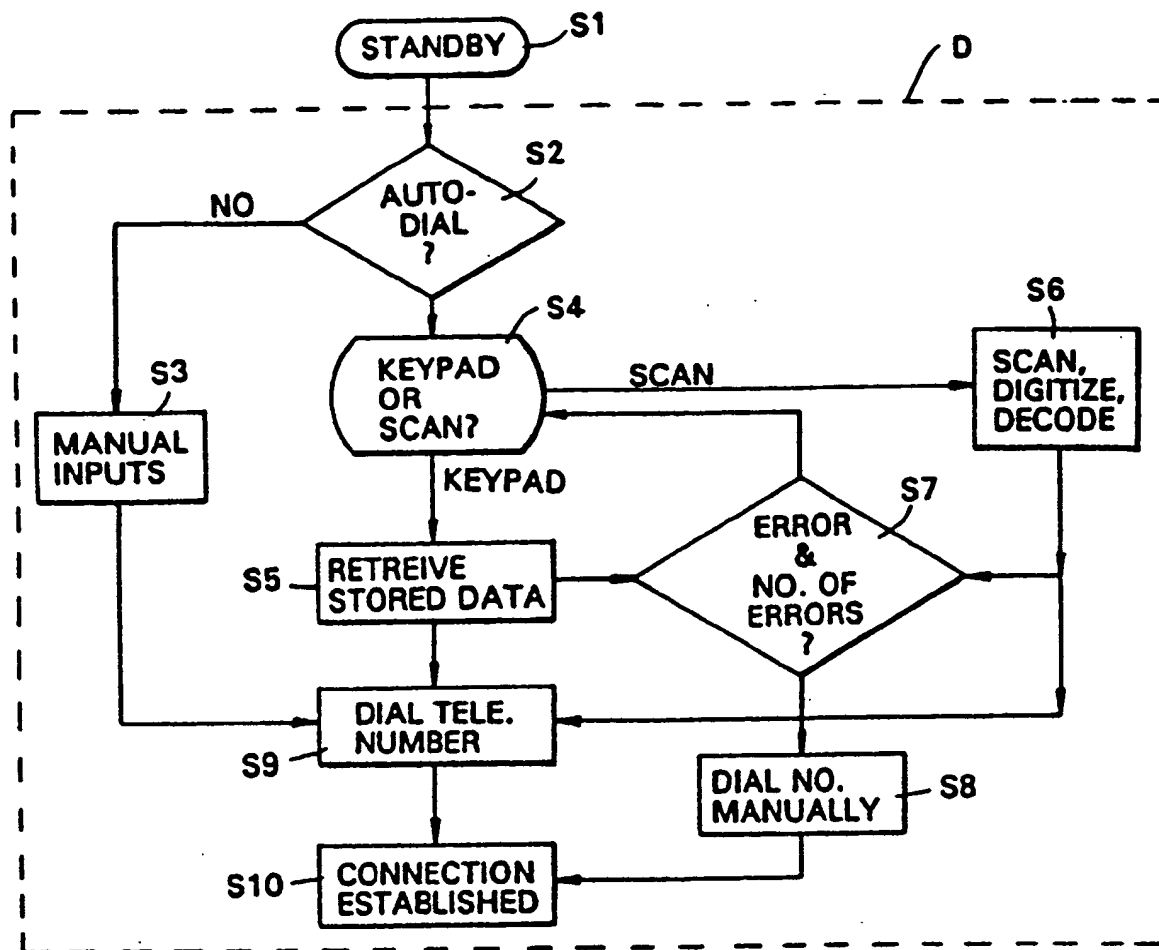 STANDBY
S1
D
S2
AUTO-
DIAL
?
NO
S4
KEYPAD
OR
SCAN?
SCAN
S6
SCAN,
DIGITIZE,
DECODE
S3
MANUAL
INPUTS
KEYPAD
S7
ERROR
&
NO. OF
ERRORS
?
S5
RETREIVE
STORED DATA
DIAL TELE.
NUMBER
S9
DIAL NO.
MANUALLY
S8
S10
CONNECTION
ESTABLISHED